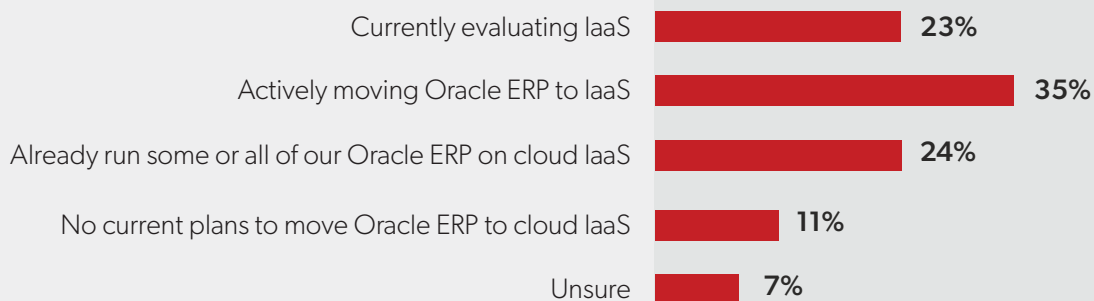 Currently evaluating IaaS 23%
Actively moving Oracle ERP to IaaS 35%
Already run some or all of our Oracle ERP on cloud IaaS 24%
No current plans to move Oracle ERP to cloud IaaS 11%
Unsure 7%